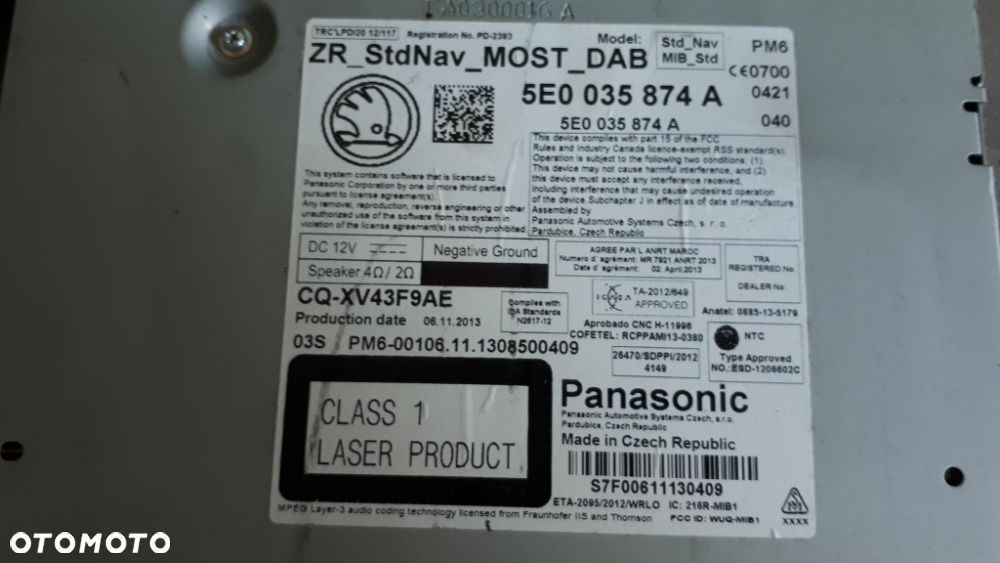 FA0300016 A
TRC'LPD/20 12/117
Registration No. PD-2383
Model:
Std_Nav
MIB_Std
PM6
ZR_StdNav_MOST_DAB
CE0700
5E0 035 874 A
0421
5E0 035 874 A
040
This device complies with part 15 of the FCC
Rules and Industry Canada licence-exempt RSS standard(s).
Operation is subject to the following two conditions: (1)
This device may not cause harmful interference, and (2)
this device must accept any interference received,
including interference that may cause undesired operation
of the device.Subchapter J in effect as of date of manufacture
Assembled by
Panasonic Automotive Systems Czech, s. r. o.
Pardubice, Czech Republic
This system contains software that is licensed to
Panasonic Corporation by one or more third parties
pursuant to license agreement(s).
Any removal, reproduction, reverse engineering or other
unauthorized use of the software from this system in
violation of the license agreement(s) is strictly prohibited
DC 12V
Negative Ground
Speaker 4Ω/ 2Ω
AGREE PAR L ANRT MAROC
Numero d' agrément: MR 7921 ANRT 2013
Date d' agrément: 02. April.2013
TRA
REGISTERED No.
DEALER No:
CQ-XV43F9AE
Production date 06.11.2013
Complies with
IDA Standards
N2617-12
TA-2012/649
APPROVED
Anatel: 0885-13-5179
Aprobado CNC H-11996
COFETEL: RCPPAMI13-0380
NTC
Type Approved
NO.:ESD-1206602C
03S PM6-00106.11.1308500409
26470/SDPPI/2012
4149
CLASS 1
LASER PRODUCT
Panasonic
Panasonic Automotive Systems Czech, s.r.o.
Pardubice, Czech Republic
Made in Czech Republic
S7F00611130409
ETA-2095/2012/WRLO IC: 216R-MIB1
MPEG Layer-3 audio coding technology licensed from Fraunhofer IIS and Thomson
FCC ID: WUQ-MIB1
XXXX
OTOMOTO